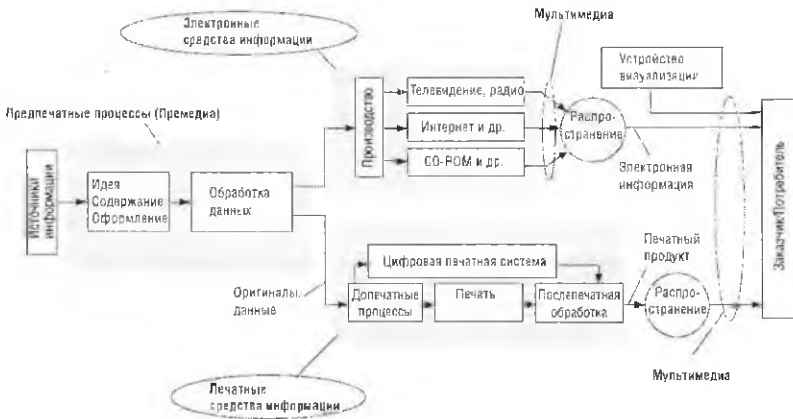 Электронные
средства информации
Мультимедиа
Устройство
визуализации
Предпечатные процессы (Премедиа)
Производство
Телевидение, радио
Интернет и др.
CD-ROM и др.
Распро-
странение
Электронная
информация
Источники
информации
Идея
Содержание
Оформление
Обработка
данных
Заказчик/Потребитель
Цифровая печатная система
Печатный
продукт
Оригиналы,
данные
Допечатные
процессы
Печать
Послепечатная
обработка
Распро-
странение
Мультимедиа
Печатные
средства информации